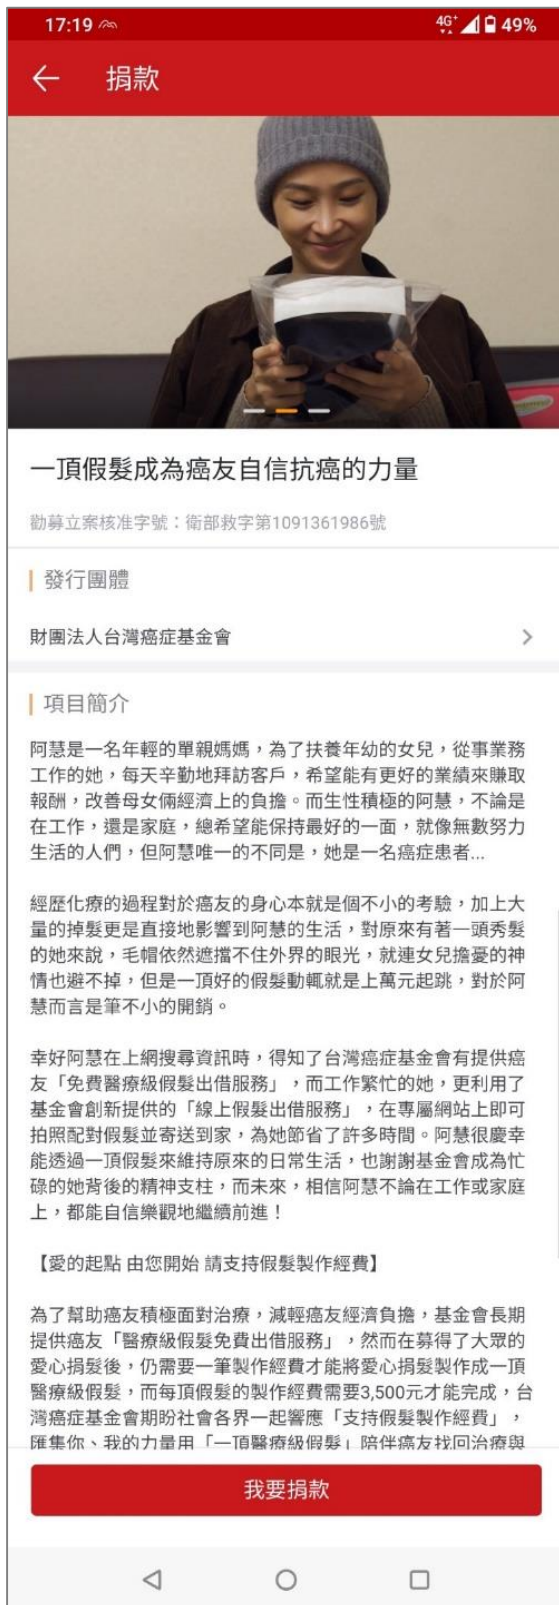 17:19
4G+
49%
捐款
一頂假髮成為癌友自信抗癌的力量
勸募立案核准字號：衛部救字第1091361986號
發行團體
財團法人台灣癌症基金會
項目簡介
阿慧是一名年輕的單親媽媽，為了扶養年幼的女兒，從事業務
工作的她，每天辛勤地拜訪客戶，希望能有更好的業績來賺取
報酬，改善母女倆經濟上的負擔。而生性積極的阿慧，不論是
在工作，還是家庭，總希望能保持最好的一面，就像無數努力
生活的人們，但阿慧唯一的不同是，她是一名癌症患者...
經歷化療的過程對於癌友的身心本就是個不小的考驗，加上大
量的掉髮更是直接地影響到阿慧的生活，對原來有著一頭秀髮
的她來說，毛帽依然遮擋不住外界的眼光，就連女兒擔憂的神
情也避不掉，但是一頂好的假髮動輒就是上萬元起跳，對於阿
慧而言是筆不小的開銷。
幸好阿慧在上網搜尋資訊時，得知了台灣癌症基金會有提供癌
友「免費醫療級假髮出借服務」，而工作繁忙的她，更利用了
基金會創新提供的「線上假髮出借服務」，在專屬網站上即可
拍照配對假髮並寄送到家，為她節省了許多時間。阿慧很慶幸
能透過一頂假髮來維持原來的日常生活，也謝謝基金會成為忙
碌的她背後的精神支柱，而未來，相信阿慧不論在工作或家庭
上，都能自信樂觀地繼續前進！
【愛的起點 由您開始 請支持假髮製作經費】
為了幫助癌友積極面對治療，減輕癌友經濟負擔，基金會長期
提供癌友「醫療級假髮免費出借服務」，然而在募得了大眾的
愛心捐髮後，仍需要一筆製作經費才能將愛心捐髮製作成一頂
醫療級假髮，而每頂假髮的製作經費需要3,500元才能完成，台
灣癌症基金會期盼社會各界一起響應「支持假髮製作經費」，
匯集你、我的力量用「一頂醫療級假髮」陪伴癌友找回治療與
我要捐款